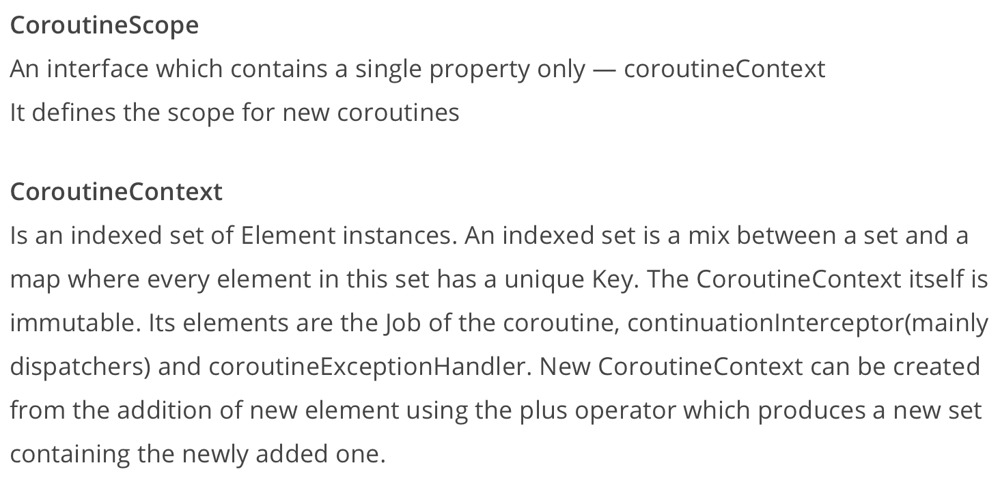 CoroutineScope
An interface which contains a single property only — coroutineContext
It defines the scope for new coroutines
CoroutineContext
Is an indexed set of Element instances. An indexed set is a mix between a set and a
map where every element in this set has a unique Key. The CoroutineContext itself is
immutable. Its elements are the Job of the coroutine, continuationInterceptor(mainly
dispatchers) and coroutineExceptionHandler. New CoroutineContext can be created
from the addition of new element using the plus operator which produces a new set
containing the newly added one.